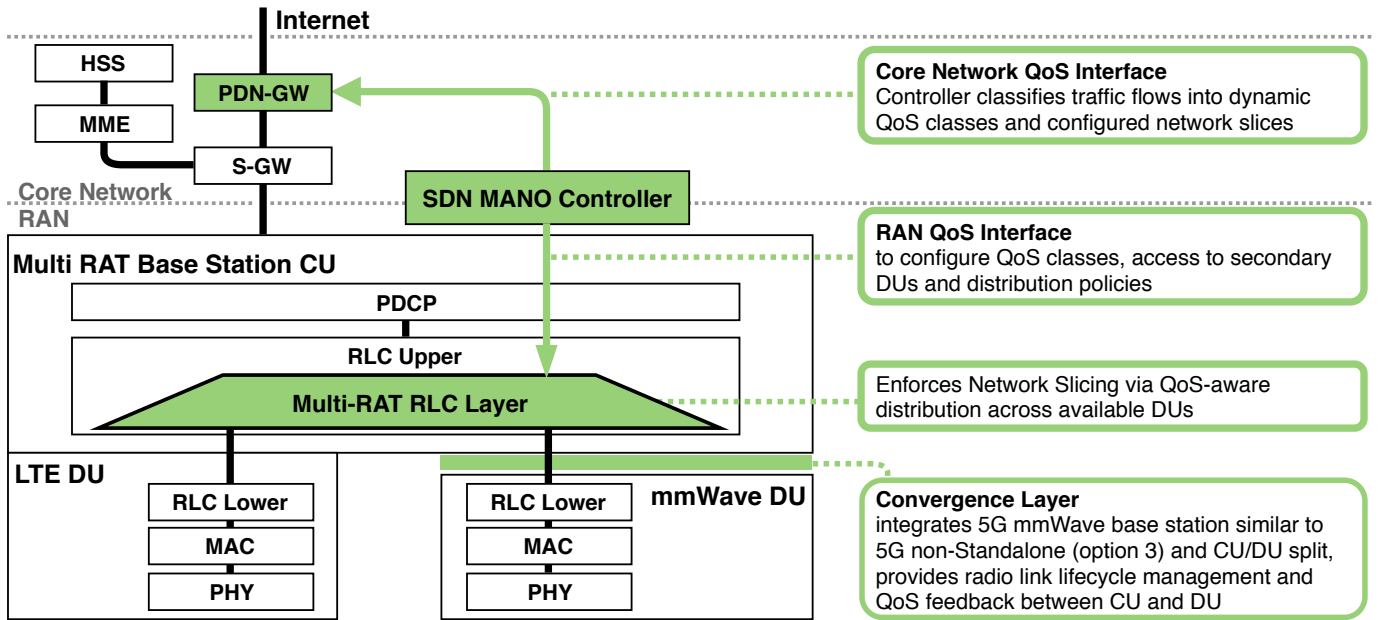 Internet
HSS
PDN-GW
MME
S-GW
Core Network
RAN
SDN MANO Controller
Core Network QoS Interface
Controller classifies traffic flows into dynamic
QoS classes and configured network slices
RAN QoS Interface
to configure QoS classes, access to secondary
DUs and distribution policies
Multi RAT Base Station CU
PDCP
RLC Upper
Multi-RAT RLC Layer
Enforces Network Slicing via QoS-aware
distribution across available DUs
LTE DU
RLC Lower
MAC
PHY
mmWave DU
RLC Lower
MAC
PHY
Convergence Layer
integrates 5G mmWave base station similar to
5G non-Standalone (option 3) and CU/DU split,
provides radio link lifecycle management and
QoS feedback between CU and DU